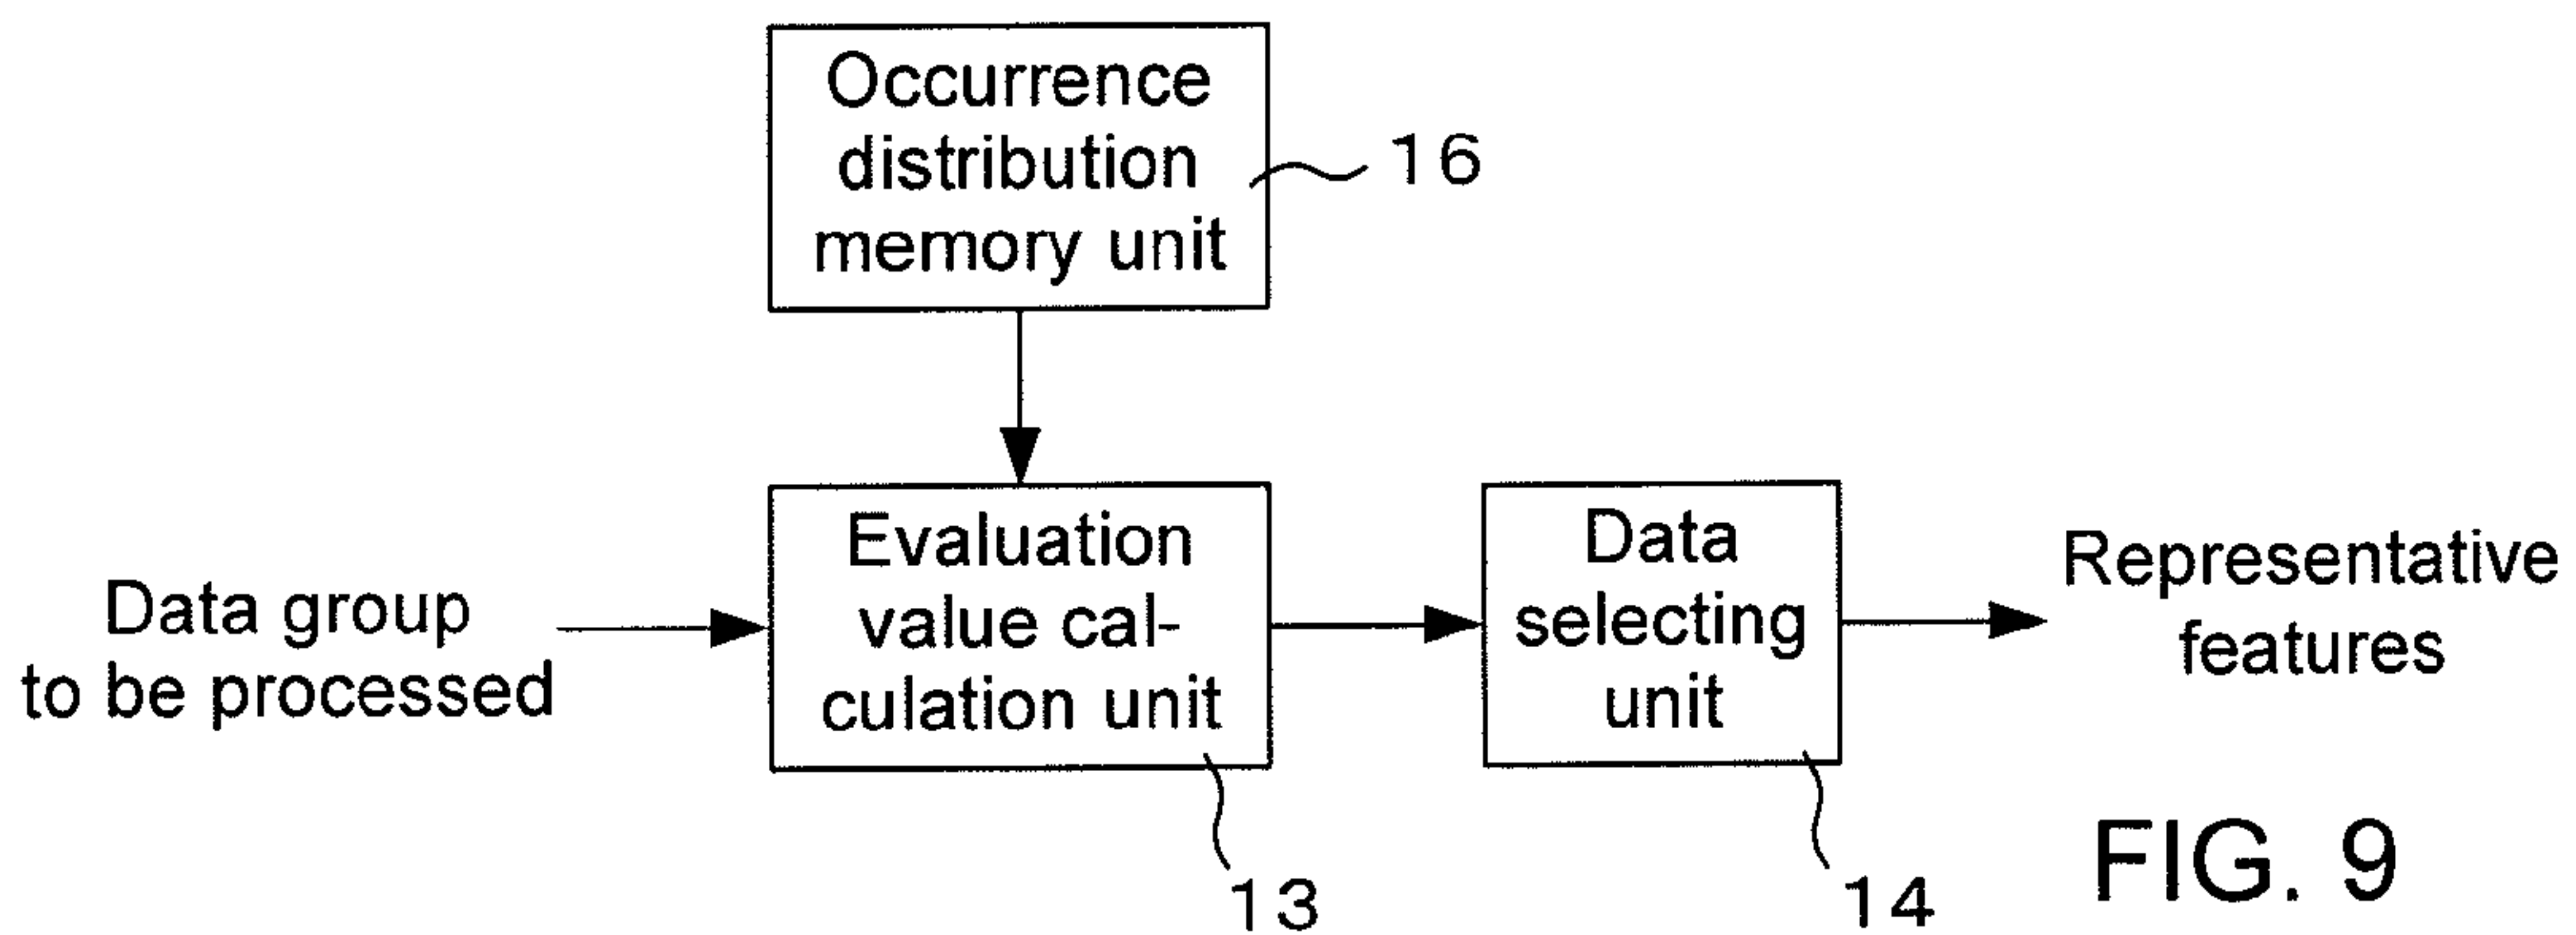 Occurrence
distribution
memory unit
16
Data group
to be processed
Evaluation
value cal-
culation unit
13
Data
selecting
unit
14
Representative
features
FIG. 9